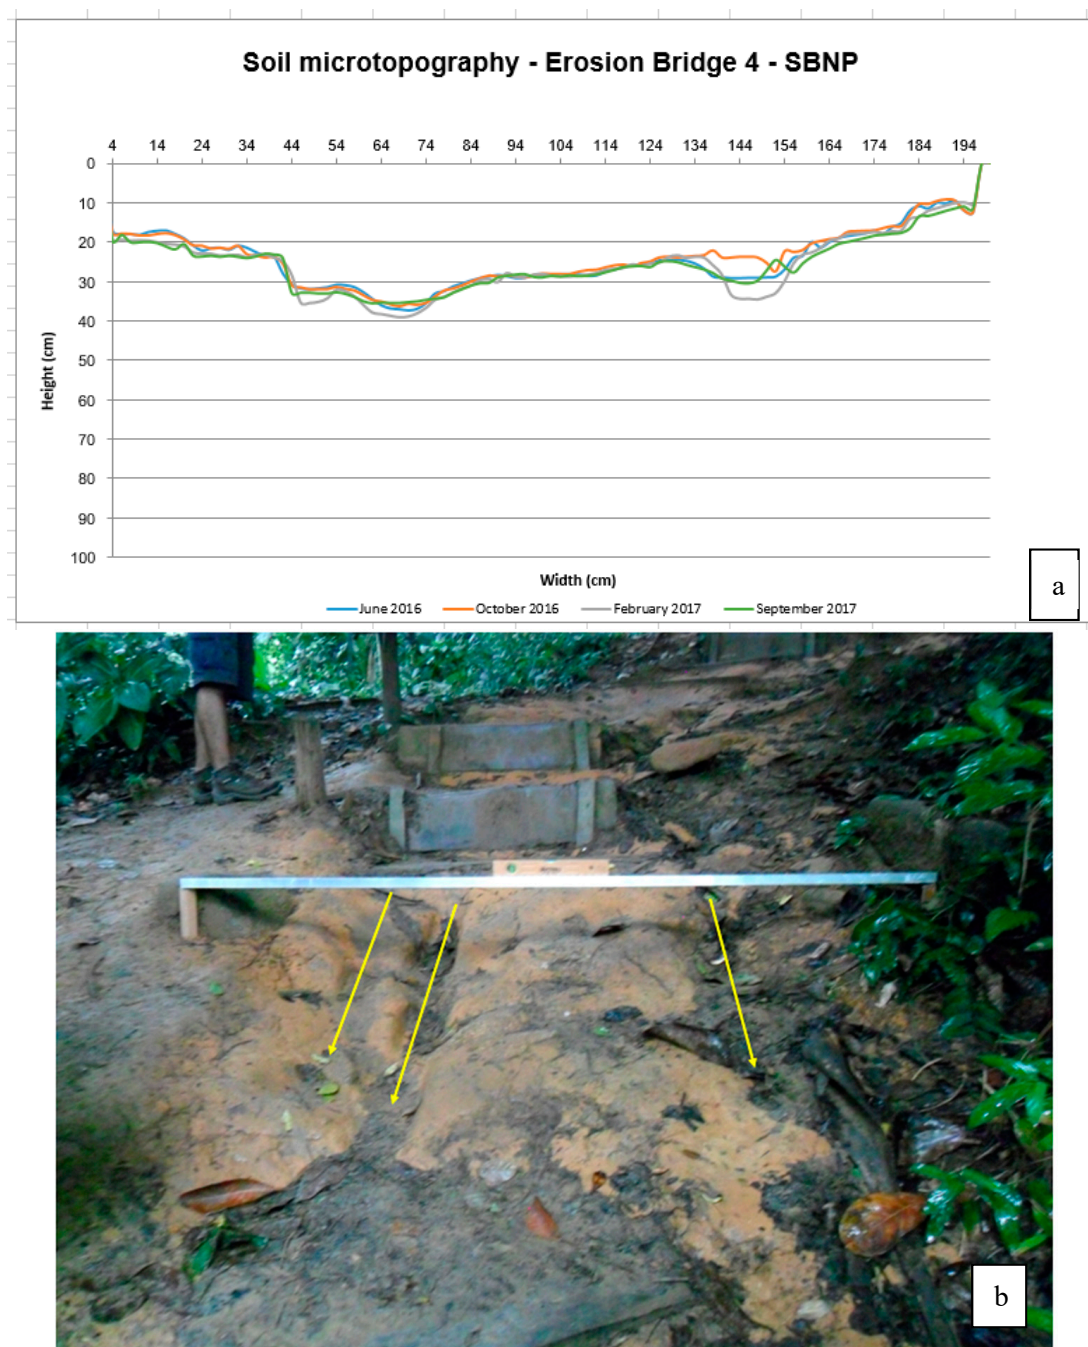 Soil microtopography - Erosion Bridge 4 - SBNP
4 14 24 34 44 54 64 74 84 94 104 114 124 134 144 154 164 174 184 194
0
10
20
30
40
50
60
70
80
90
100
Height (cm)
Width (cm)
June 2016 October 2016 February 2017 September 2017
a
b